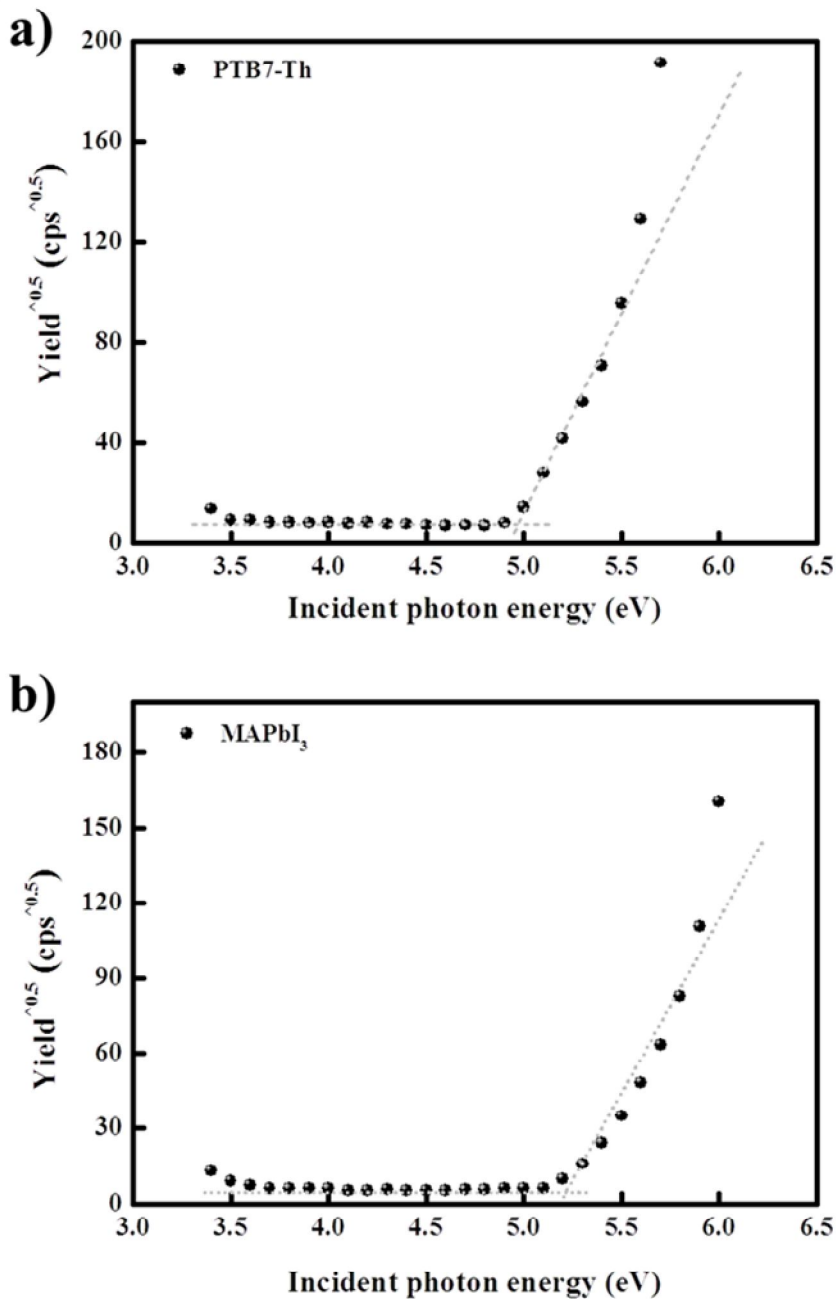 a)
200
160
120
80
40
0
Yield^0.5 (cps^0.5)
PTB7-Th
3.0 3.5 4.0 4.5 5.0 5.5 6.0 6.5
Incident photon energy (eV)
b)
180
150
120
90
60
30
0
Yield^0.5 (cps^0.5)
MAPbI3
3.0 3.5 4.0 4.5 5.0 5.5 6.0 6.5
Incident photon energy (eV)